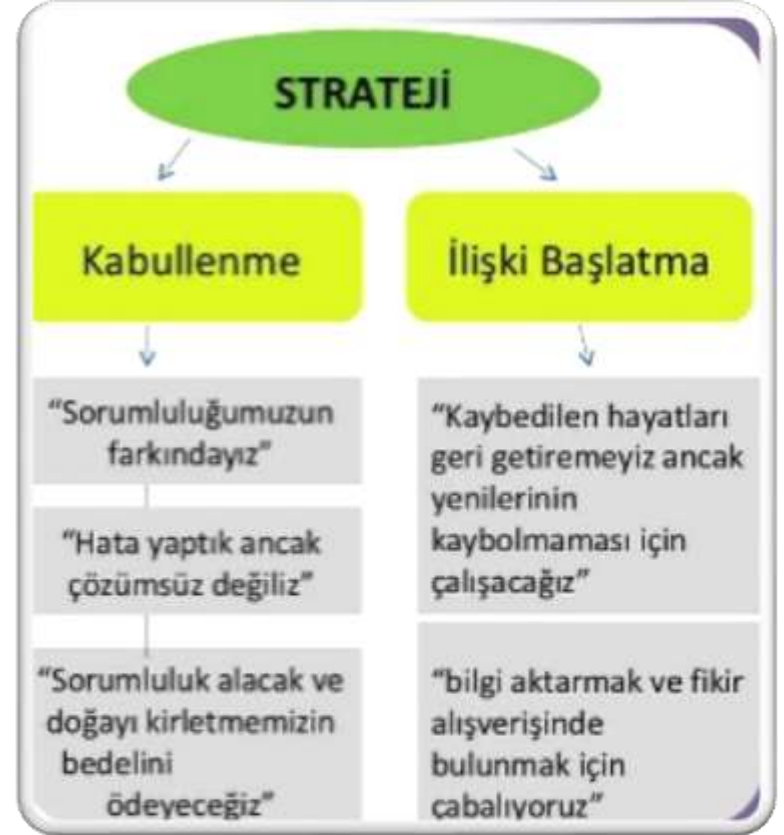 STRATEJİ
Kabullenme
“Sorumluluğumuzun
farkındayız”
“Hata yaptık ancak
çözümsüz değiliz”
“Sorumluluk alacak ve
doğayı kirletmemizin
bedelini
ödeyeceğiz”
İlişki Başlatma
“Kaybedilen hayatları
geri getiremeyiz ancak
yenilerinin
kaybolmaması için
çalışacağız”
“bilgi aktarmak ve fikir
alışverişinde
bulunmak için
çabalıyoruz”